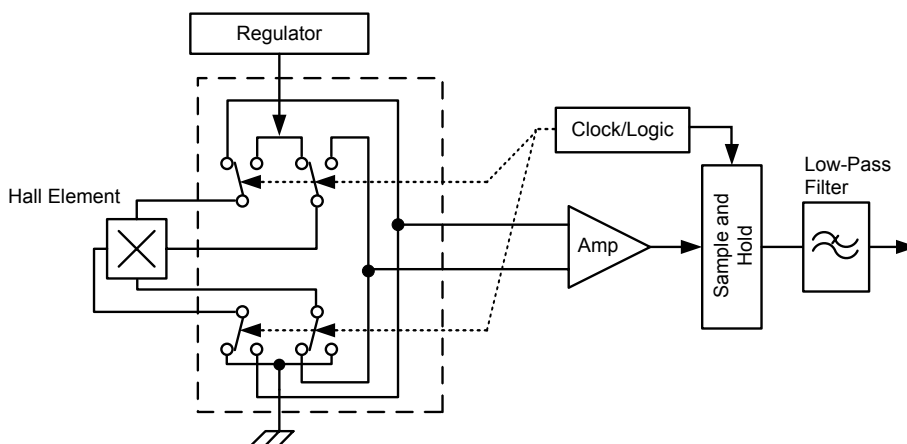 Regulator
Clock/Logic
Hall Element
Amp
Sample and
Hold
Low-Pass
Filter